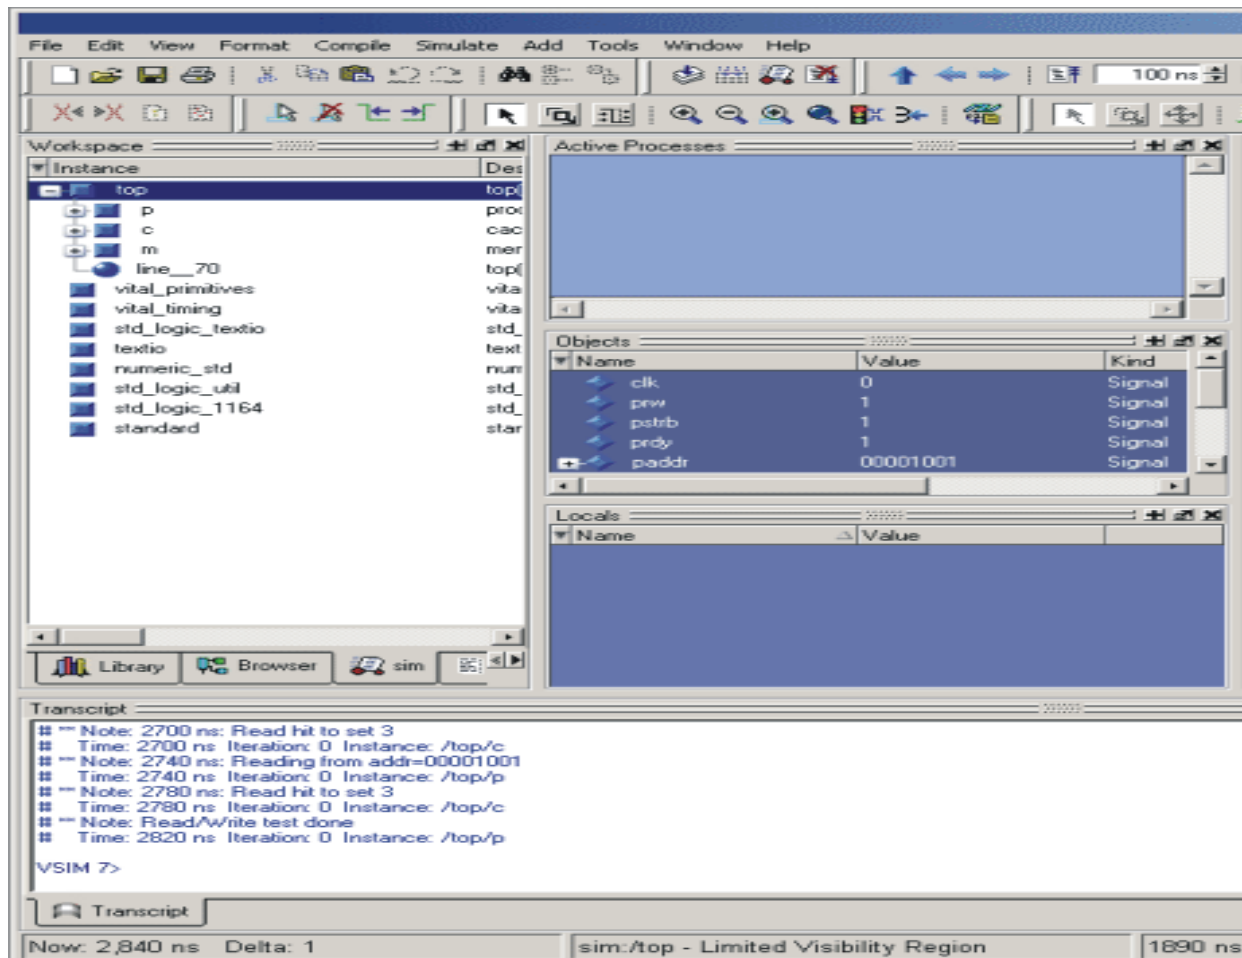 File Edit View Format Compile Simulate Add Tools Window Help
100 ns
Workspace
Instance Des
top top(
p proc
c cac
m mer
line__70 top(
vital_primitives vita
vital_timing vita
std_logic_textio std_
textio text
numeric_std num
std_logic_util std_
std_logic_1164 std_
standard star
Library Browser sim
Active Processes
Objects
Name Value Kind
clk 0 Signal
prw 1 Signal
pstrb 1 Signal
prdy 1 Signal
paddr 00001001 Signal
Locals
Name Value
Transcript
# ** Note: 2700 ns: Read hit to set 3
# Time: 2700 ns Iteration: 0 Instance: /top/c
# ** Note: 2740 ns: Reading from addr=00001001
# Time: 2740 ns Iteration: 0 Instance: /top/p
# ** Note: 2780 ns: Read hit to set 3
# Time: 2780 ns Iteration: 0 Instance: /top/c
# ** Note: Read/Write test done
# Time: 2820 ns Iteration: 0 Instance: /top/p
VSIM 7>
Transcript
Now: 2,840 ns Delta: 1 sim:/top - Limited Visibility Region 1890 ns